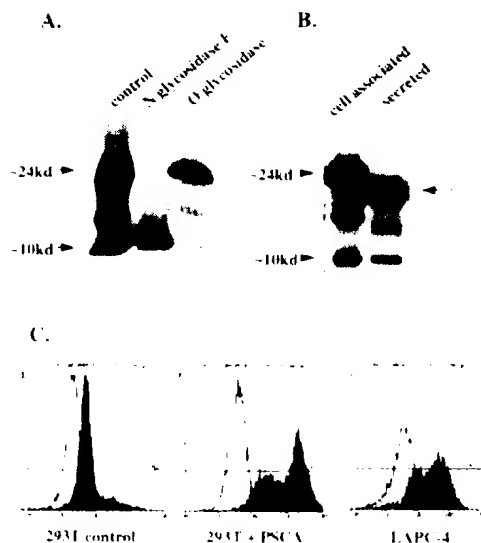 A.
control
N glycosidase F
O glycosidase
~24kd
~10kd
B.
cell associated
secreted
~24kd
~10kd
C.
293T control
293T + PSCA
LAPC-4